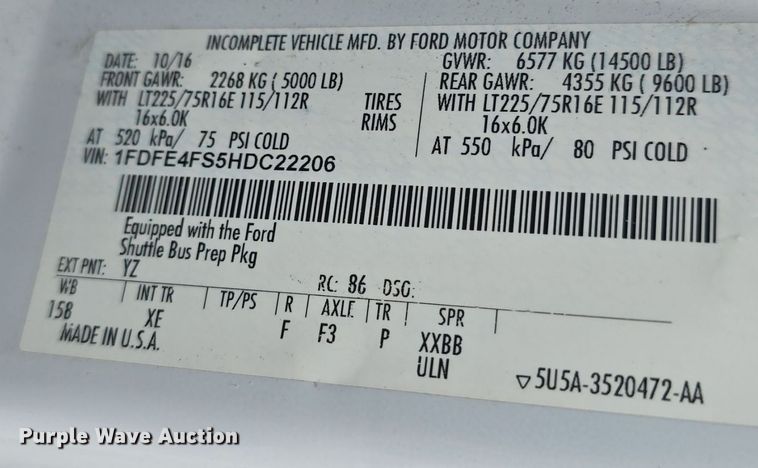 INCOMPLETE VEHICLE MFD. BY FORD MOTOR COMPANY
DATE: 10/16 GVWR: 6577 KG (14500 LB)
FRONT GAWR: 2268 KG (5000 LB) REAR GAWR: 4355 KG (9600 LB)
WITH LT225/75R16E 115/112R TIRES WITH LT225/75R16E 115/112R
16x6.0K RIMS 16x6.0K
AT 520 kPa/ 75 PSI COLD AT 550 kPa/ 80 PSI COLD
VIN: 1FDFE4FS5HDC22206
Equipped with the Ford
Shuttle Bus Prep Pkg
EXT PNT: YZ RC: 86 DSO:
WB INT TR TP/PS R AXLE TR SPR
158 XE F F3 P XXBB
MADE IN U.S.A. ULN
▽5U5A-3520472-AA
Purple Wave Auction